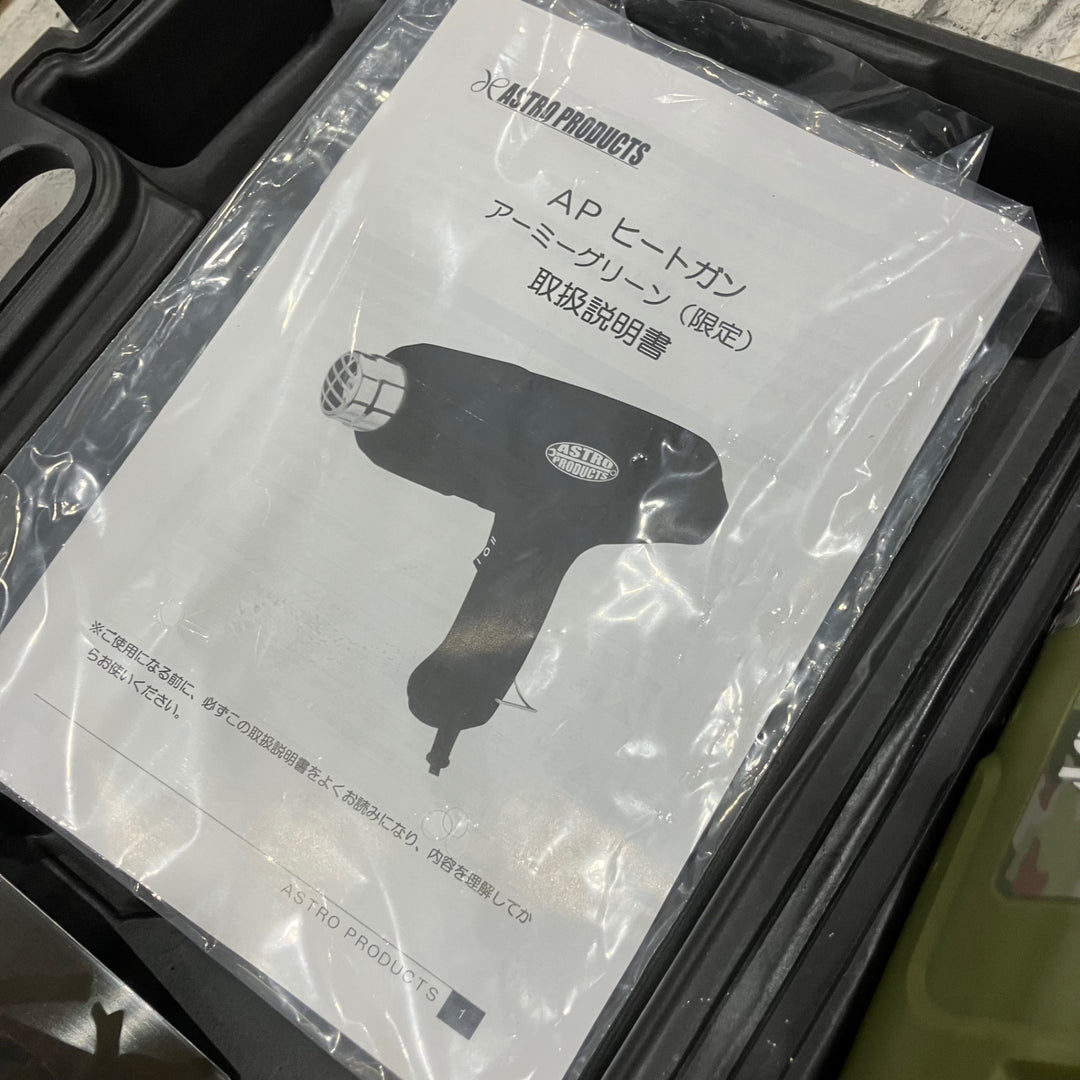 ASTRO PRODUCTS
AP ヒートガン
アーミーグリーン（限定）
取扱説明書
ASTRO
PRODUCTS
※ご使用になる前に、必ずこの取扱説明書をよくお読みになり、内容を理解してか
らお使いください。
ASTRO PRODUCTS 1